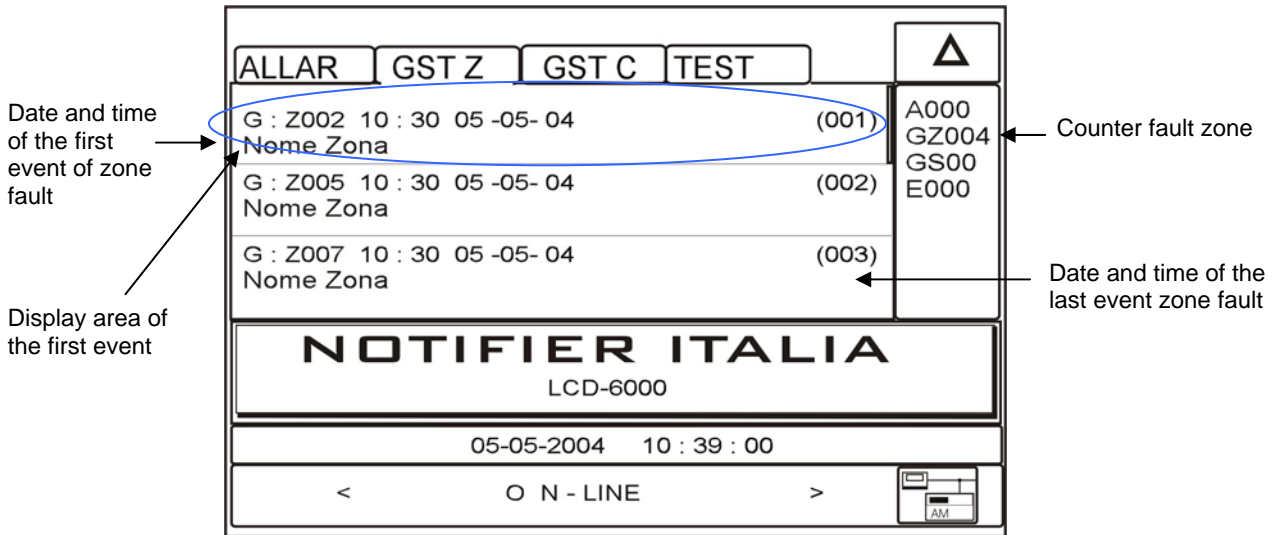 ALLAR GST Z GST C TEST
Date and time
of the first
event of zone
fault
Display area of
the first event
G : Z002 10 : 30 05 -05- 04 (001)
Nome Zona
G : Z005 10 : 30 05 -05- 04 (002)
Nome Zona
G : Z007 10 : 30 05 -05- 04 (003)
Nome Zona
A000
GZ004
GS00
E000
Counter fault zone
Date and time of the
last event zone fault
NOTIFIER ITALIA
LCD-6000
05-05-2004 10 : 39 : 00
< O N - LINE >
AM